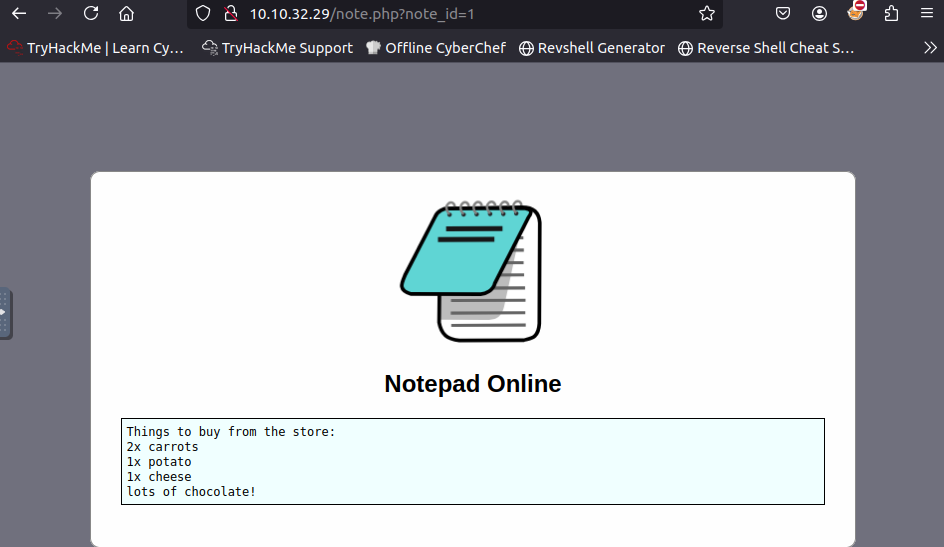 10.10.32.29/note.php?note_id=1
TryHackMe | Learn Cy… TryHackMe Support Offline CyberChef Revshell Generator Reverse Shell Cheat S…
Notepad Online
Things to buy from the store:
2x carrots
1x potato
1x cheese
lots of chocolate!